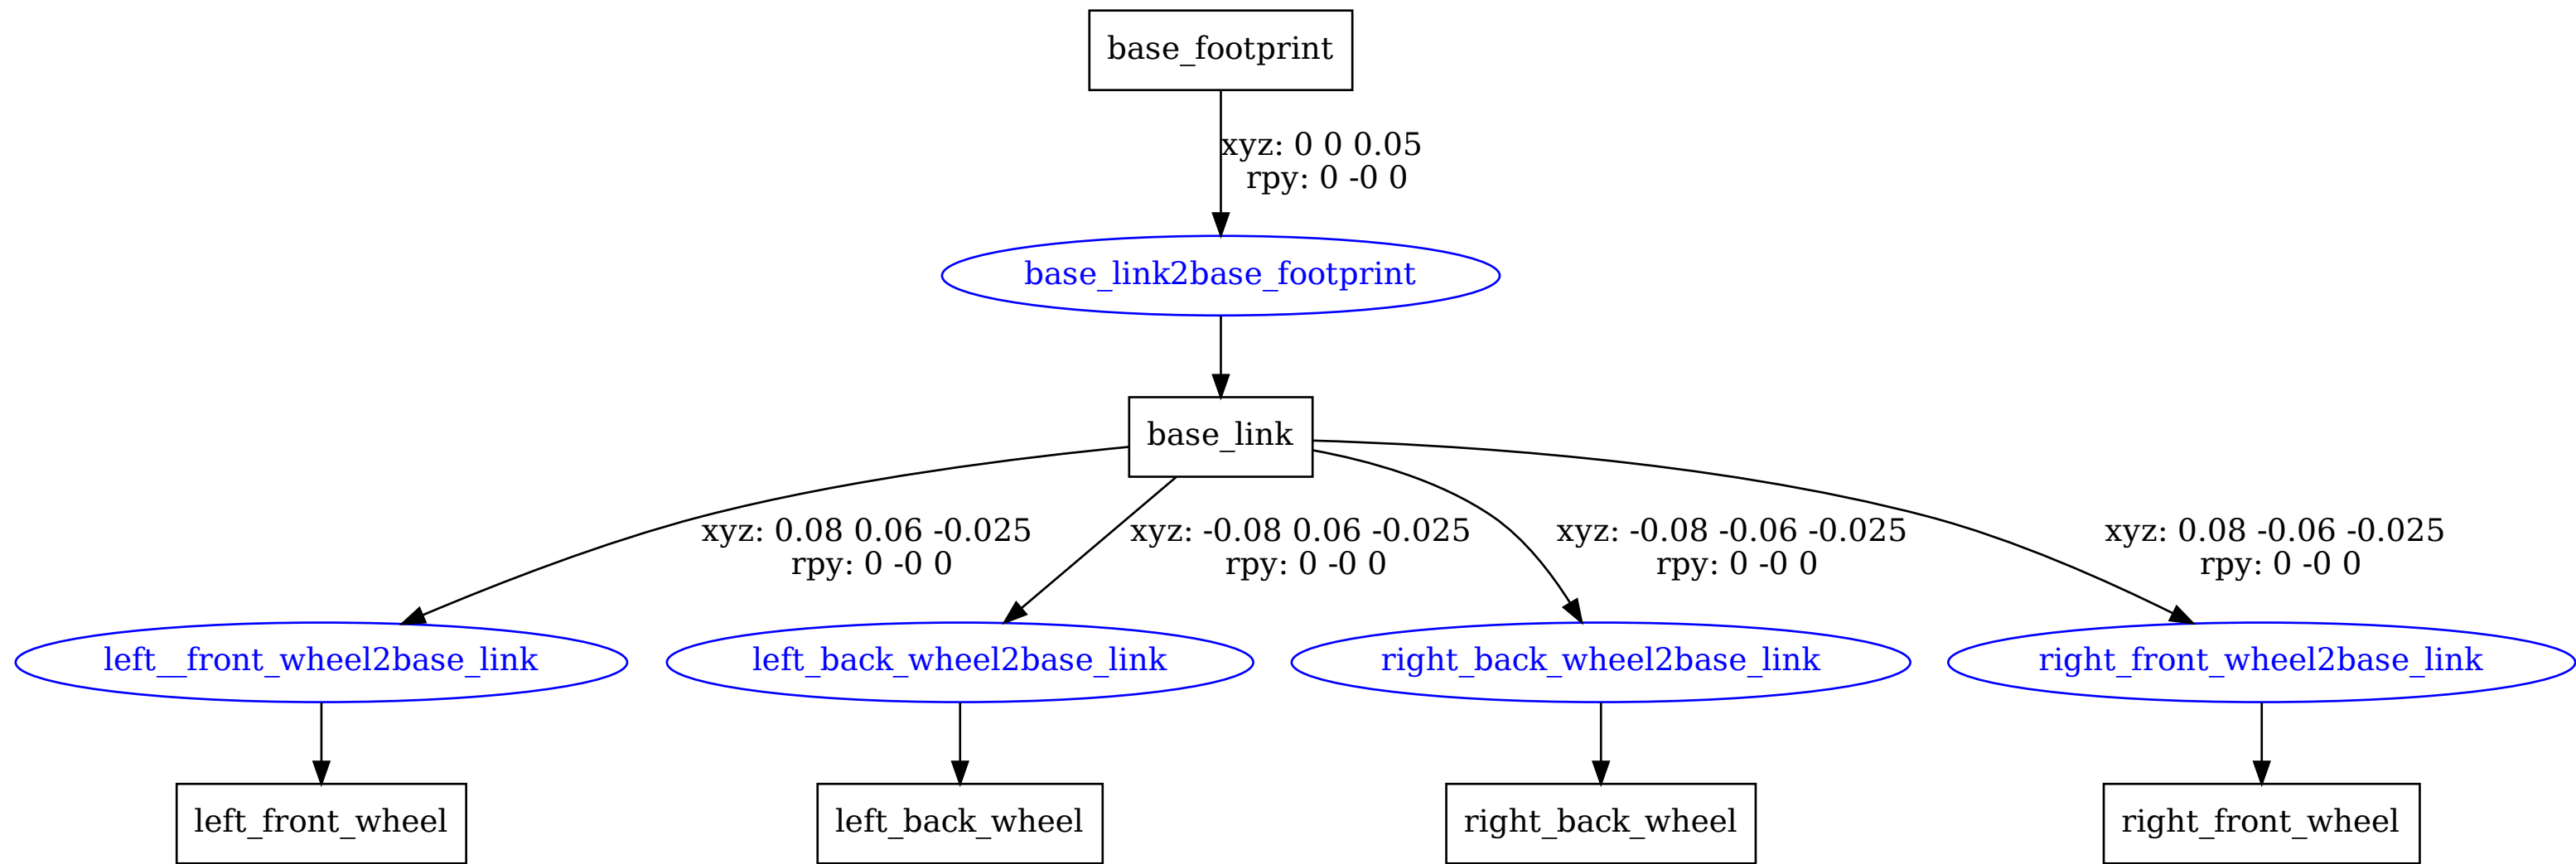 base_footprint
xyz: 0 0 0.05
rpy: 0 -0 0
base_link2base_footprint
base_link
xyz: 0.08 0.06 -0.025
rpy: 0 -0 0
xyz: -0.08 0.06 -0.025
rpy: 0 -0 0
xyz: -0.08 -0.06 -0.025
rpy: 0 -0 0
xyz: 0.08 -0.06 -0.025
rpy: 0 -0 0
left__front_wheel2base_link
left_back_wheel2base_link
right_back_wheel2base_link
right_front_wheel2base_link
left_front_wheel
left_back_wheel
right_back_wheel
right_front_wheel